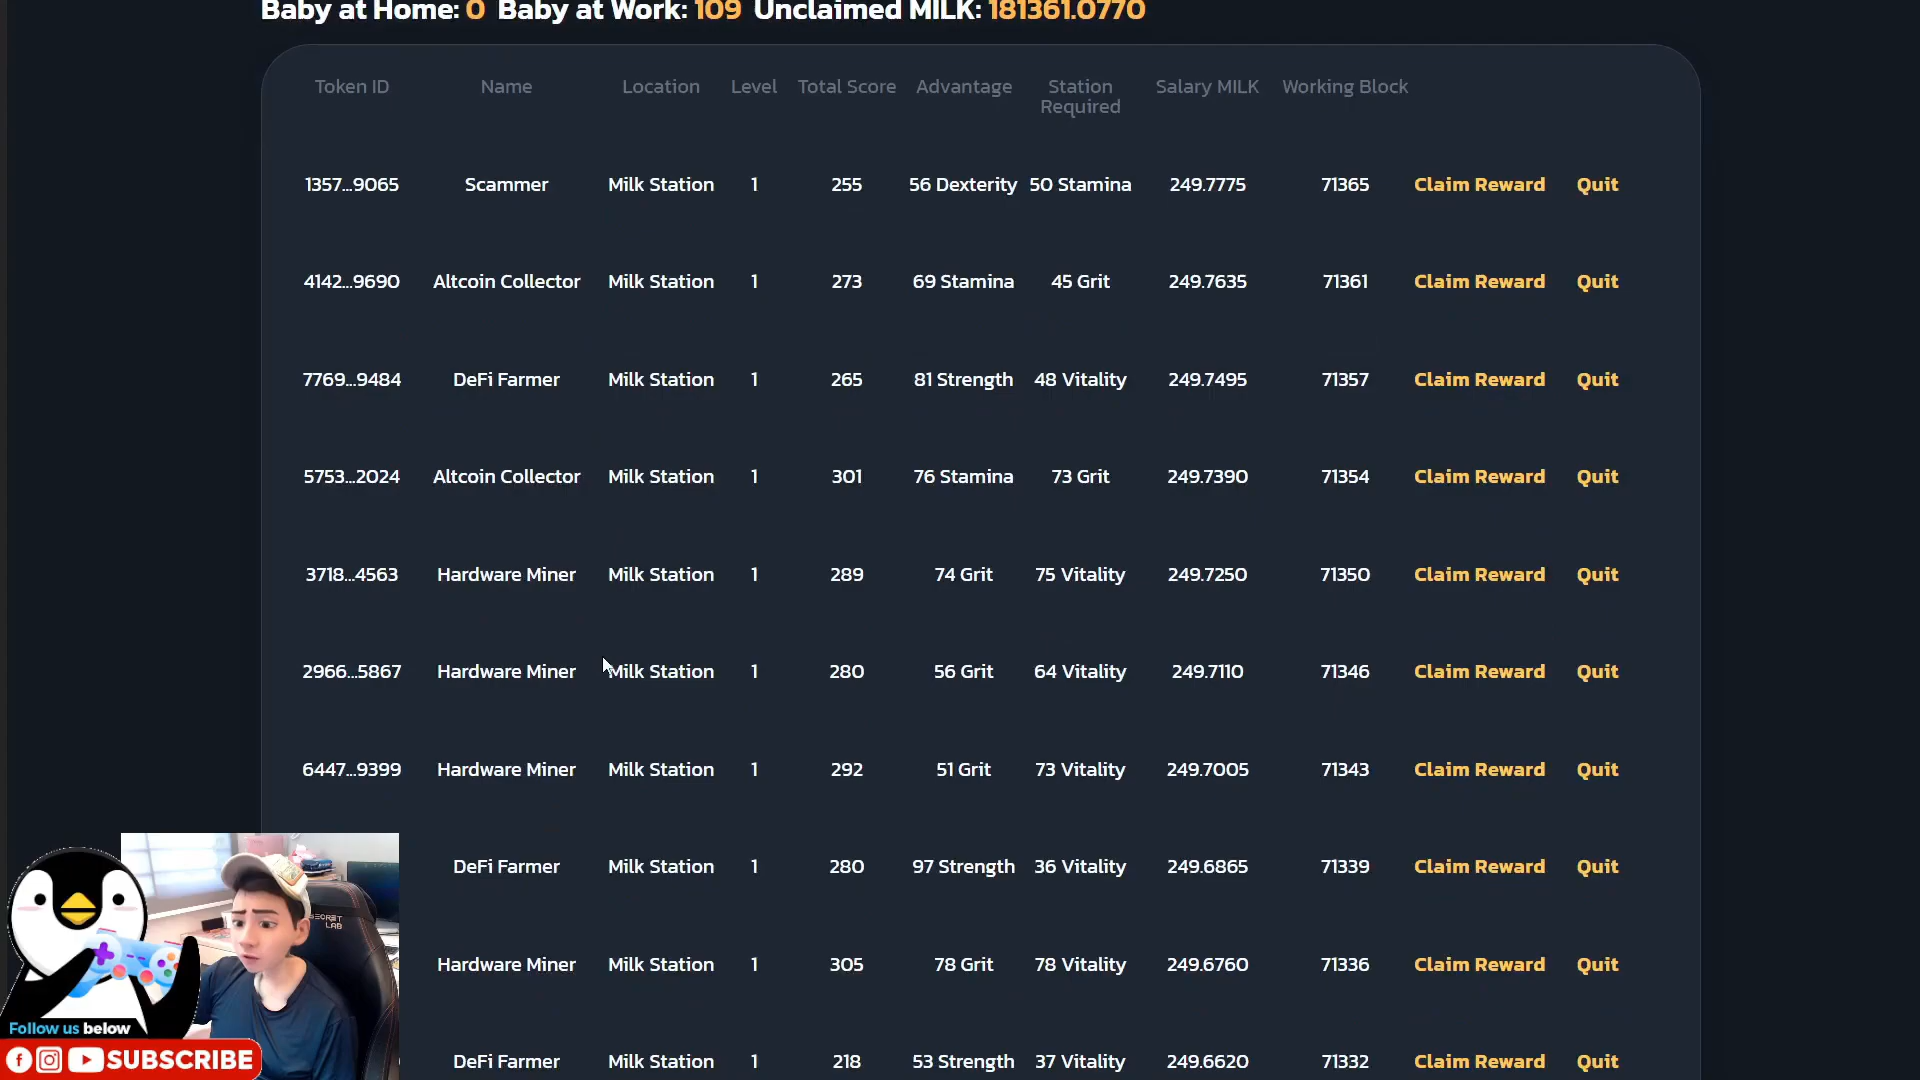 Baby at Home: 0 Baby at Work: 109 Unclaimed MILK: 181361.0770
Token ID Name Location Level Total Score Advantage Station Required Salary MILK Working Block
1357...9065 Scammer Milk Station 1 255 56 Dexterity 50 Stamina 249.7775 71365 Claim Reward Quit
4142...9690 Altcoin Collector Milk Station 1 273 69 Stamina 45 Grit 249.7635 71361 Claim Reward Quit
7769...9484 DeFi Farmer Milk Station 1 265 81 Strength 48 Vitality 249.7495 71357 Claim Reward Quit
5753...2024 Altcoin Collector Milk Station 1 301 76 Stamina 73 Grit 249.7390 71354 Claim Reward Quit
3718...4563 Hardware Miner Milk Station 1 289 74 Grit 75 Vitality 249.7250 71350 Claim Reward Quit
2966...5867 Hardware Miner Milk Station 1 280 56 Grit 64 Vitality 249.7110 71346 Claim Reward Quit
6447...9399 Hardware Miner Milk Station 1 292 51 Grit 73 Vitality 249.7005 71343 Claim Reward Quit
DeFi Farmer Milk Station 1 280 97 Strength 36 Vitality 249.6865 71339 Claim Reward Quit
SECRET
LAB
Hardware Miner Milk Station 1 305 78 Grit 78 Vitality 249.6760 71336 Claim Reward Quit
Follow us below
SUBSCRIBE
DeFi Farmer Milk Station 1 218 53 Strength 37 Vitality 249.6620 71332 Claim Reward Quit